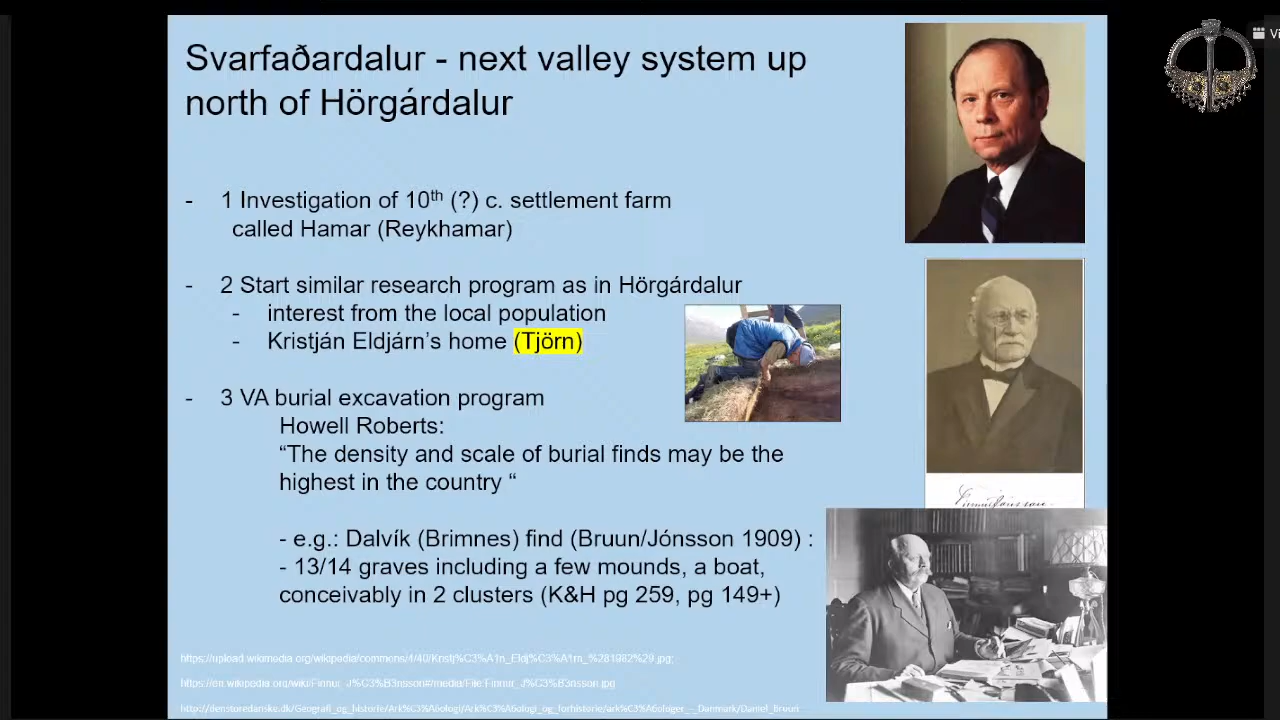 Svarfaðardalur - next valley system up
north of Hörgárdalur
- 1 Investigation of 10th (?) c. settlement farm
called Hamar (Reykhamar)
- 2 Start similar research program as in Hörgárdalur
- interest from the local population
- Kristján Eldjárn’s home (Tjörn)
- 3 VA burial excavation program
Howell Roberts:
“The density and scale of burial finds may be the
highest in the country “
- e.g.: Dalvík (Brimnes) find (Bruun/Jónsson 1909) :
- 13/14 graves including a few mounds, a boat,
conceivably in 2 clusters (K&H pg 259, pg 149+)
https://upload.wikimedia.org/wikipedia/commons/4/40/Kristj%C3%A1n_Eldj%C3%A1rn_%281982%29.jpg;
https://en.wikipedia.org/wiki/Finnur_J%C3%B3nsson#/media/File:Finnur_J%C3%B3nsson.jpg
Vi